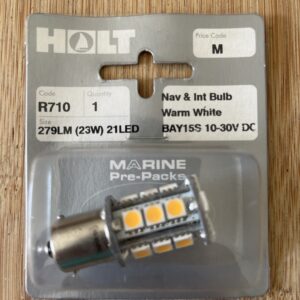 HOLT
Price Code
M
Code
Quantity
R710
1
Size
279LM (23W) 21LED
Nav & Int Bulb
Warm White
BAY15S 10-30V DC
MARINE
Pre-Packs